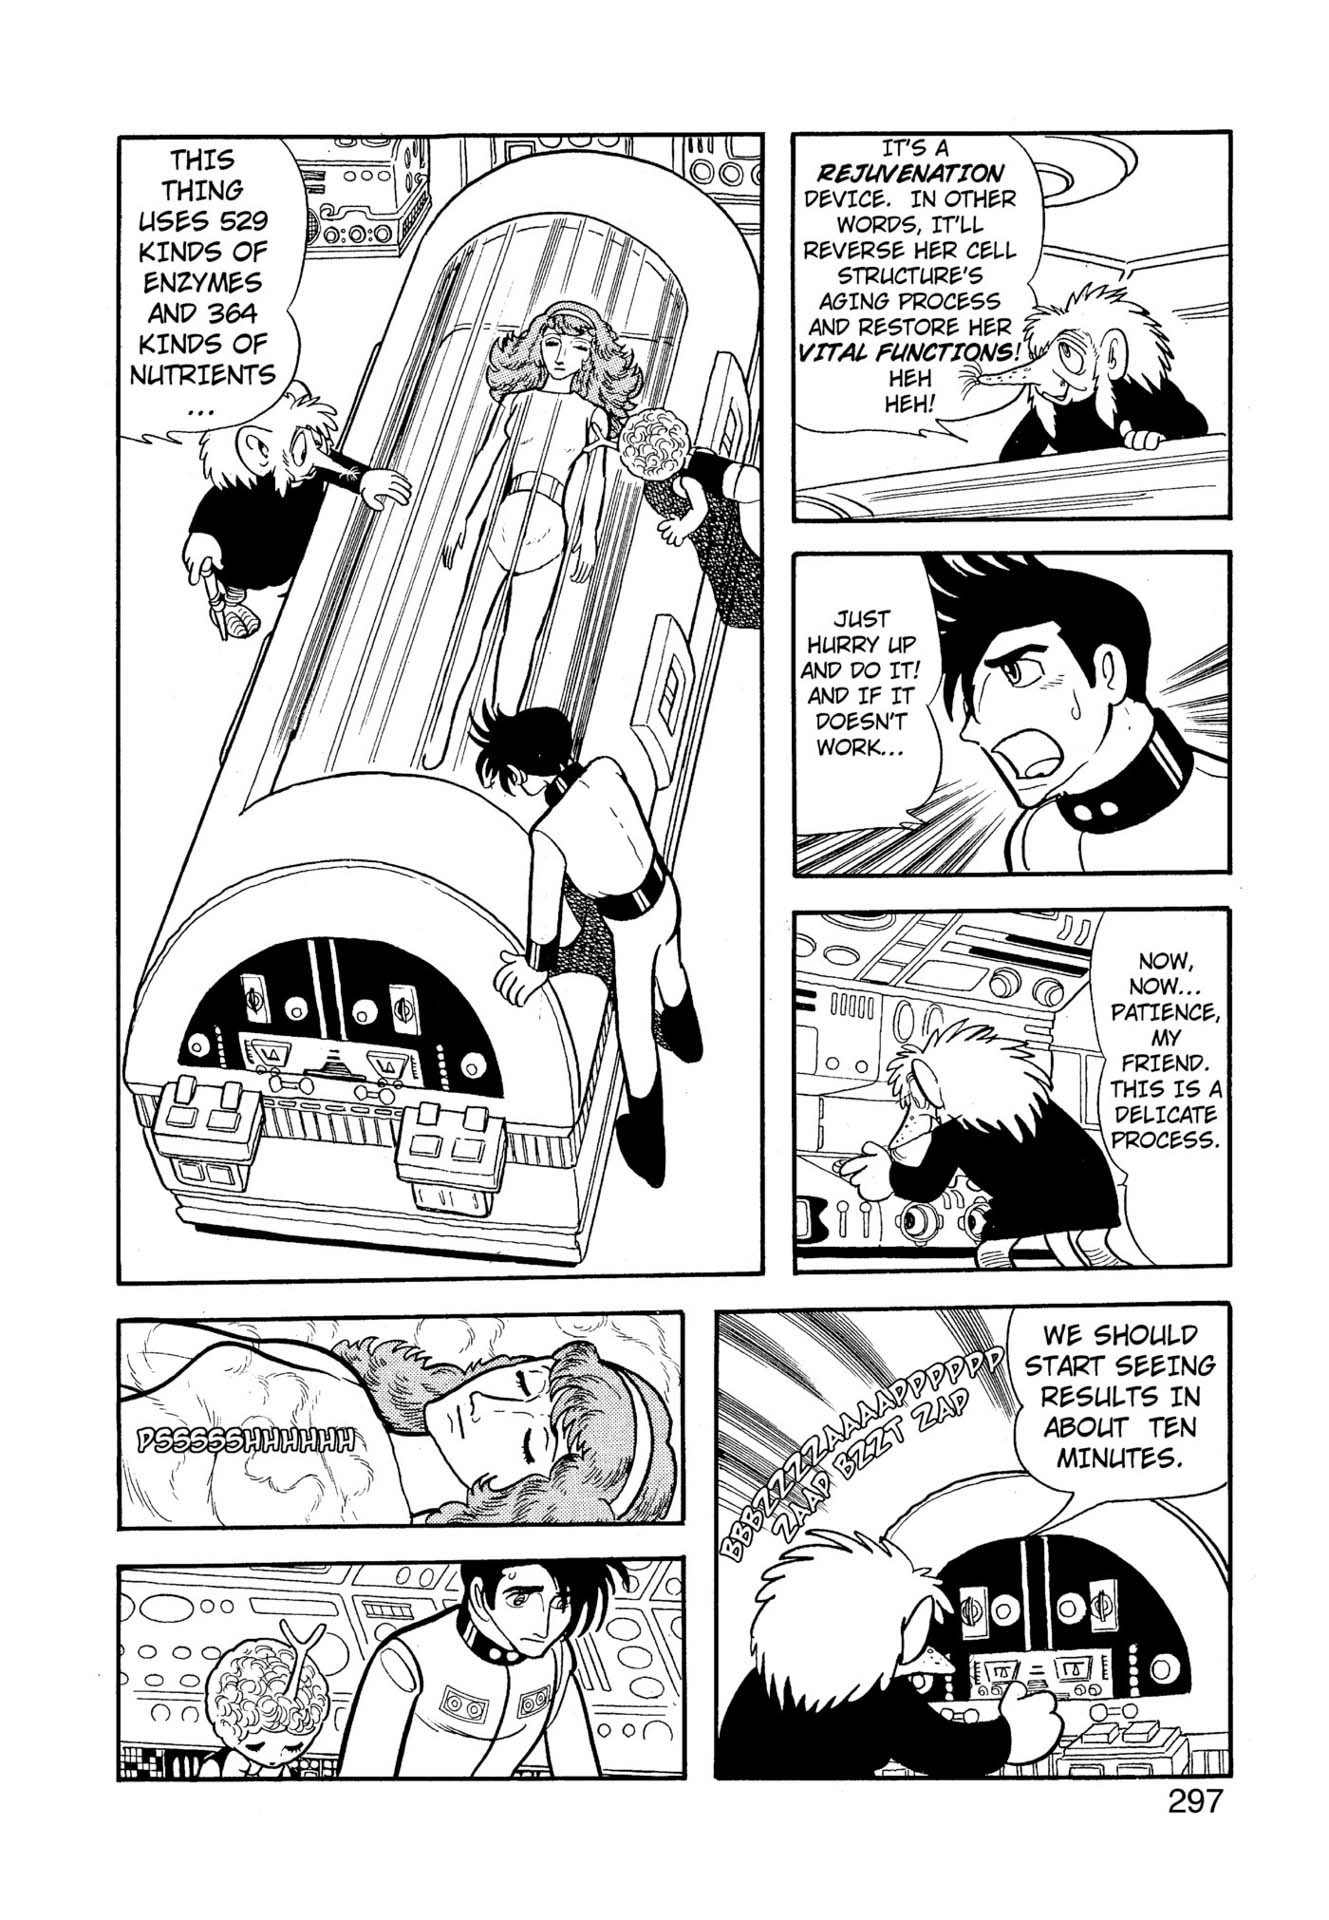 IT'S A
REJUVENATION
DEVICE. IN OTHER
WORDS, IT'LL
REVERSE HER CELL
STRUCTURE'S
AGING PROCESS
AND RESTORE HER
VITAL FUNCTIONS!
HEH
HEH!
JUST
HURRY UP
AND DO IT!
AND IF IT
DOESN'T
WORK...
NOW,
NOW...
PATIENCE,
MY
FRIEND.
THIS IS A
DELICATE
PROCESS.
THIS
THING
USES 529
KINDS OF
ENZYMES
AND 364
KINDS OF
NUTRIENTS
...
WE SHOULD
START SEEING
RESULTS IN
ABOUT TEN
MINUTES.
BBBZZZZZAAAAPPPPPP
ZAAP BZZT ZAP
PSSSSSHHHHHH
297